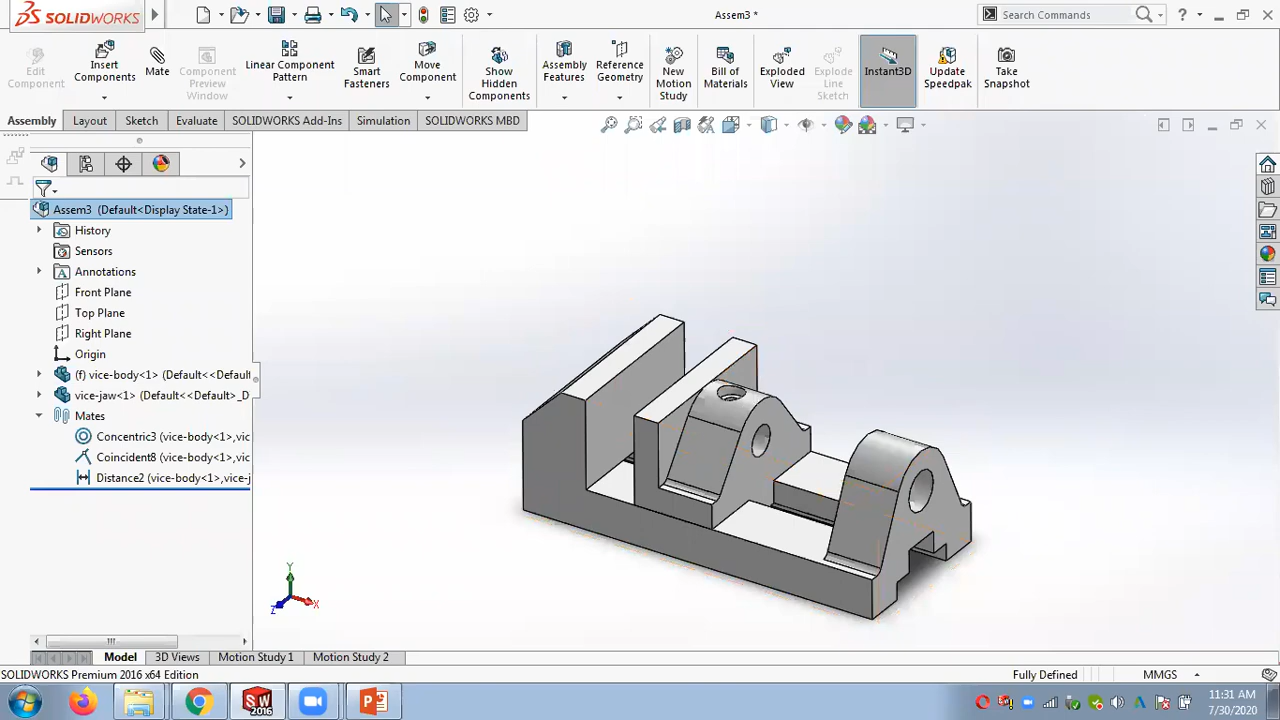 SOLIDWORKS
Assem3 *
Search Commands
?
Edit
Component
Insert
Components
Mate
Component
Preview
Window
Linear Component
Pattern
Smart
Fasteners
Move
Component
Show
Hidden
Components
Assembly
Features
Reference
Geometry
New
Motion
Study
Bill of
Materials
Exploded
View
Explode
Line
Sketch
Instant3D
Update
Speedpak
Take
Snapshot
Assembly
Layout
Sketch
Evaluate
SOLIDWORKS Add-Ins
Simulation
SOLIDWORKS MBD
Assem3 (Default<Display State-1>)
History
Sensors
Annotations
Front Plane
Top Plane
Right Plane
Origin
(f) vice-body<1> (Default<<Default
vice-jaw<1> (Default<<Default>_D
Mates
Concentric3 (vice-body<1>,vic
Coincident8 (vice-body<1>,vic
Distance2 (vice-body<1>,vice-j
Y
X
Z
Model
3D Views
Motion Study 1
Motion Study 2
SOLIDWORKS Premium 2016 x64 Edition
Fully Defined
MMGS
SW
2016
11:31 AM
7/30/2020